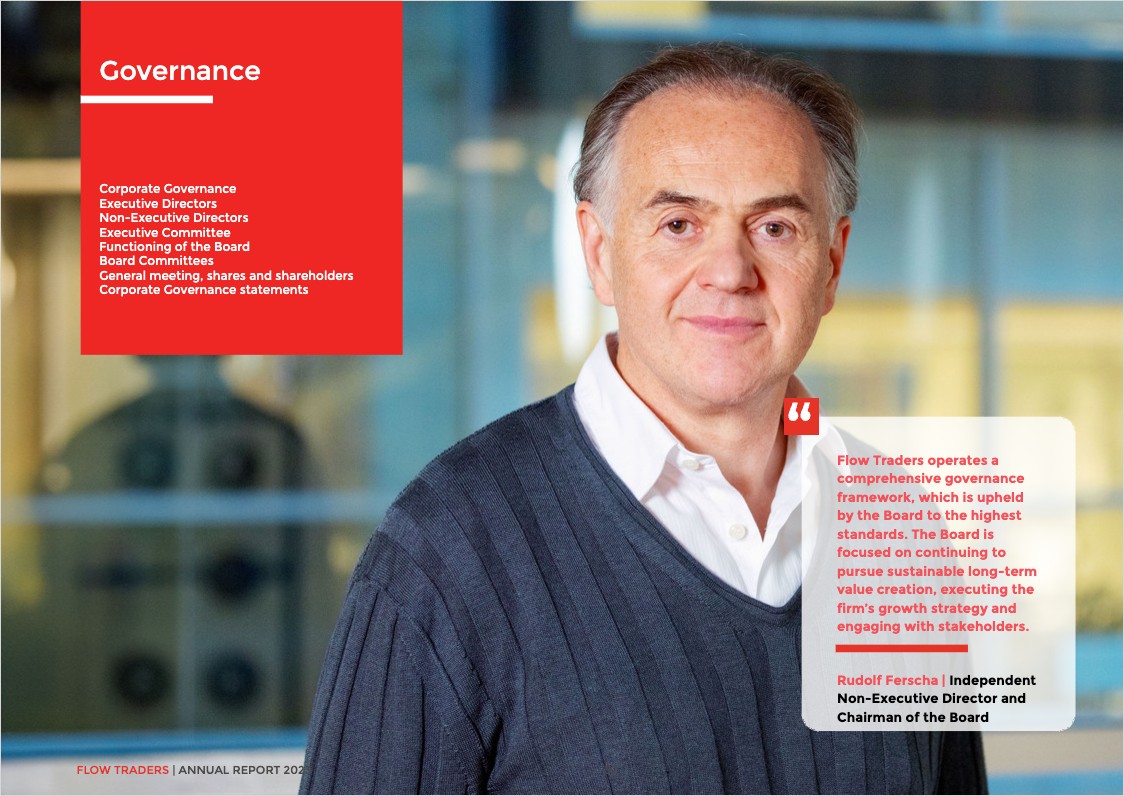 Governance
Corporate Governance
Executive Directors
Non-Executive Directors
Executive Committee
Functioning of the Board
Board Committees
General meeting, shares and shareholders
Corporate Governance statements
“
Flow Traders operates a
comprehensive governance
framework, which is upheld
by the Board to the highest
standards. The Board is
focused on continuing to
pursue sustainable long-term
value creation, executing the
firm's growth strategy and
engaging with stakeholders.
Rudolf Ferscha | Independent
Non-Executive Director and
Chairman of the Board
FLOW TRADERS | ANNUAL REPORT